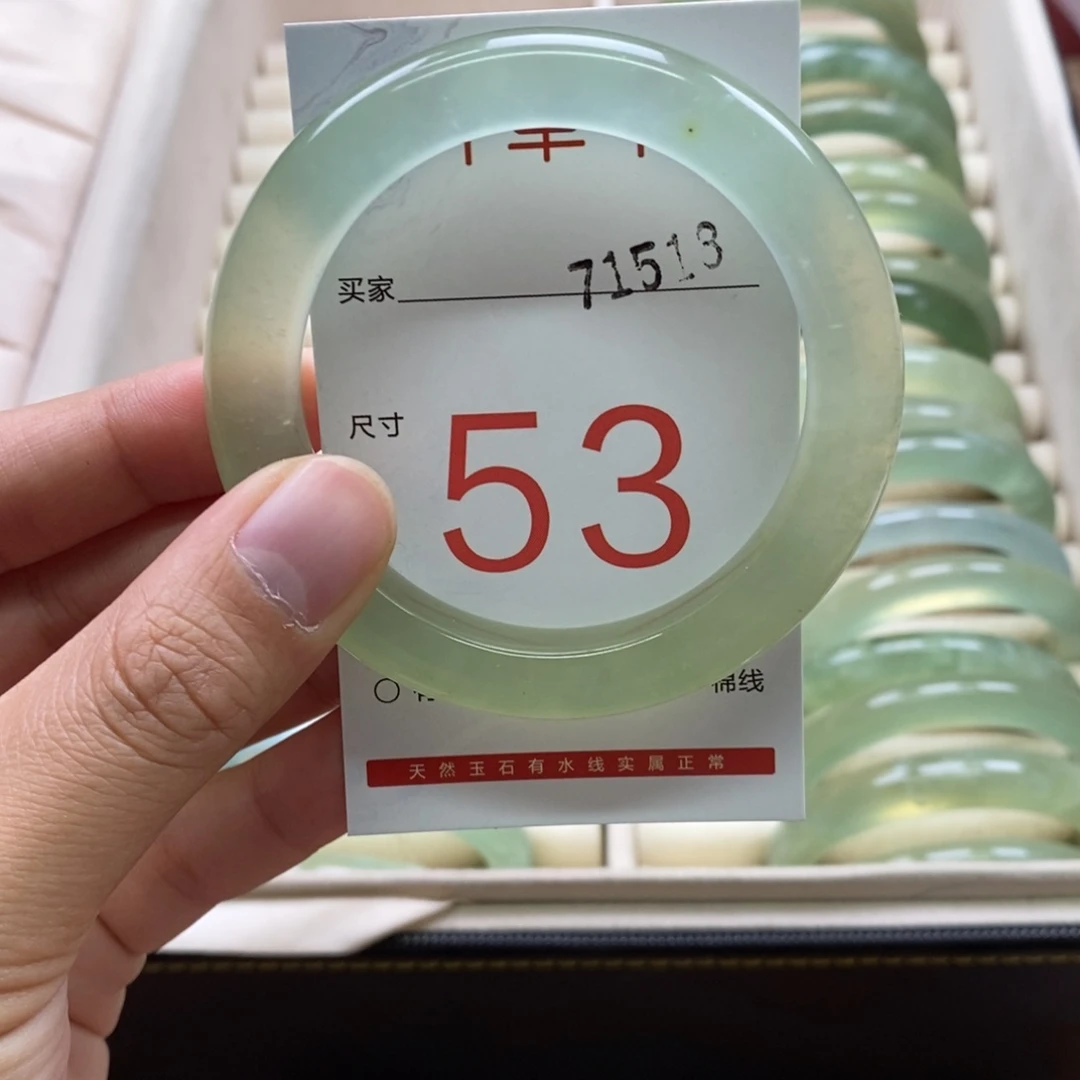 买家 71513
尺寸 53
棉线
天然玉石有水线实属正常